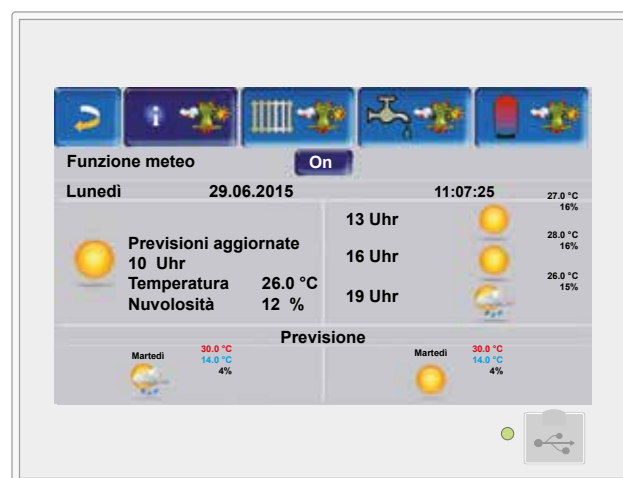 i
Funzione meteo On
Lunedì 29.06.2015 11:07:25
27.0 °C
16%
13 Uhr
28.0 °C
16%
16 Uhr
26.0 °C
15%
19 Uhr
Previsioni aggiornate
10 Uhr
Temperatura 26.0 °C
Nuvolosità 12 %
Previsione
Martedì 30.0 °C
14.0 °C
4%
Martedì 30.0 °C
14.0 °C
4%